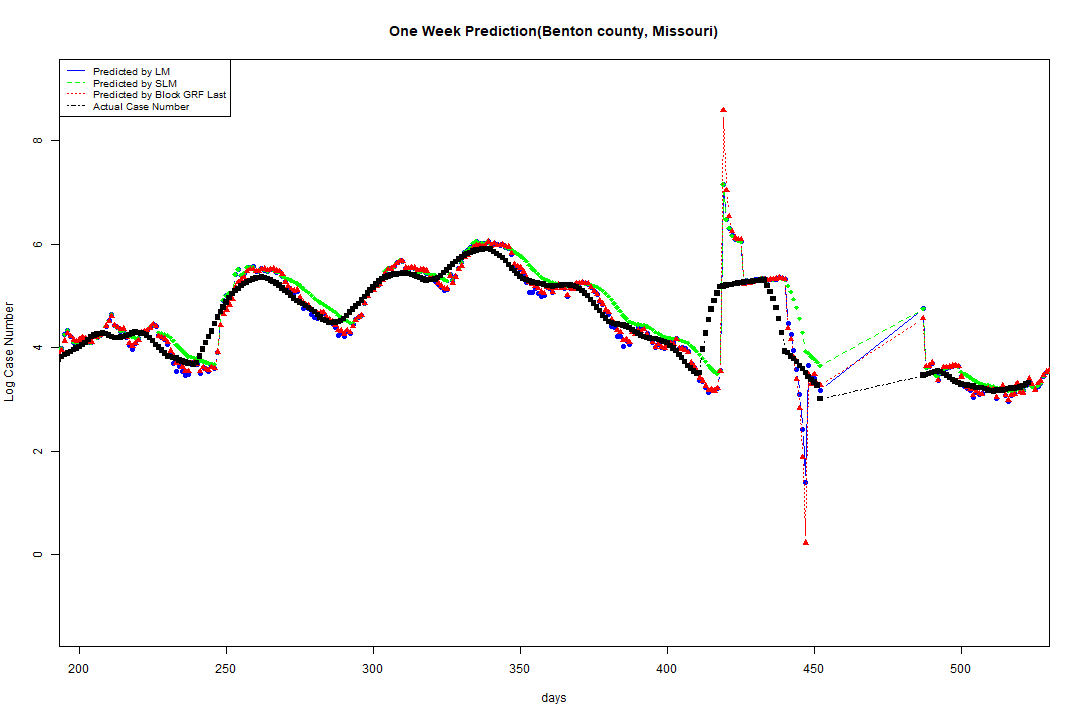 One Week Prediction(Benton county, Missouri)
Predicted by LM
Predicted by SLM
Predicted by Block GRF Last
Actual Case Number
8
6
4
2
0
Log Case Number
200 250 300 350 400 450 500
days